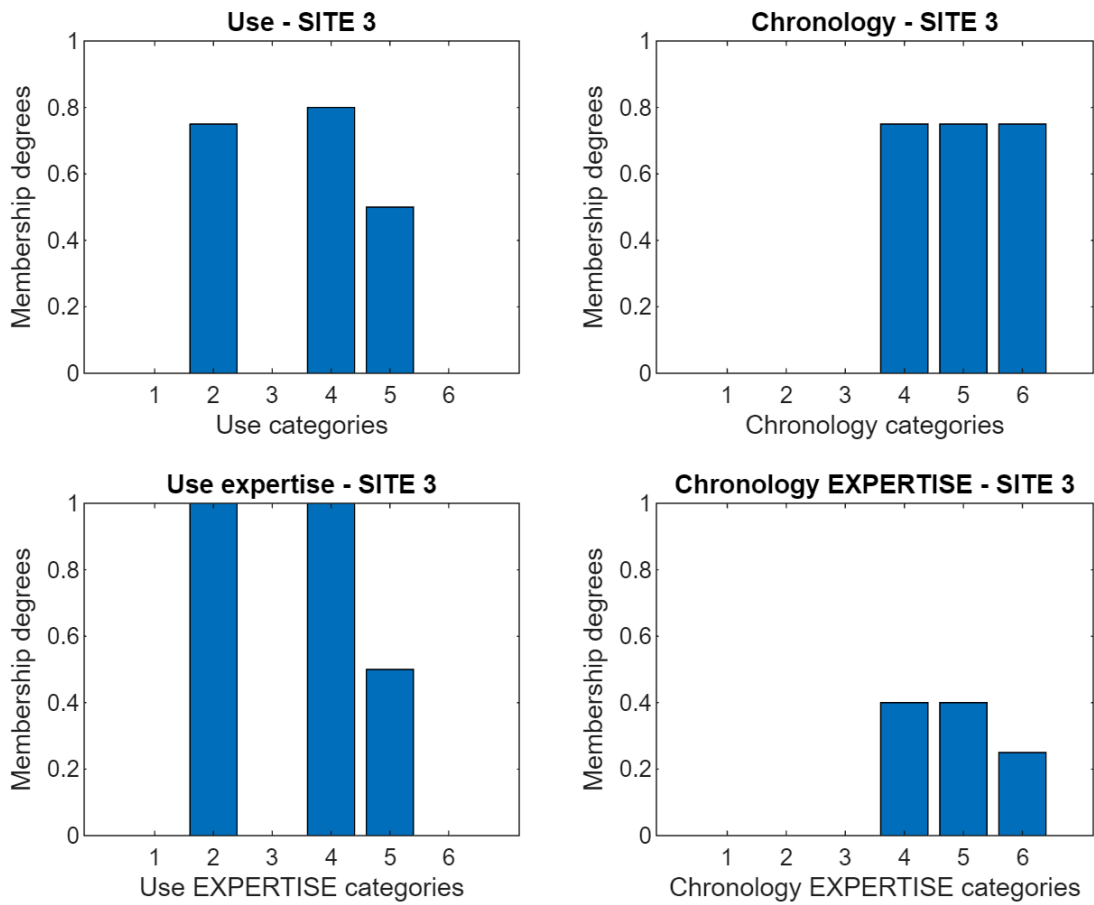 Use - SITE 3
1
0.8
0.6
0.4
0.2
0
Membership degrees
1 2 3 4 5 6
Use categories
Chronology - SITE 3
1
0.8
0.6
0.4
0.2
0
Membership degrees
1 2 3 4 5 6
Chronology categories
Use expertise - SITE 3
1
0.8
0.6
0.4
0.2
0
Membership degrees
1 2 3 4 5 6
Use EXPERTISE categories
Chronology EXPERTISE - SITE 3
1
0.8
0.6
0.4
0.2
0
Membership degrees
1 2 3 4 5 6
Chronology EXPERTISE categories